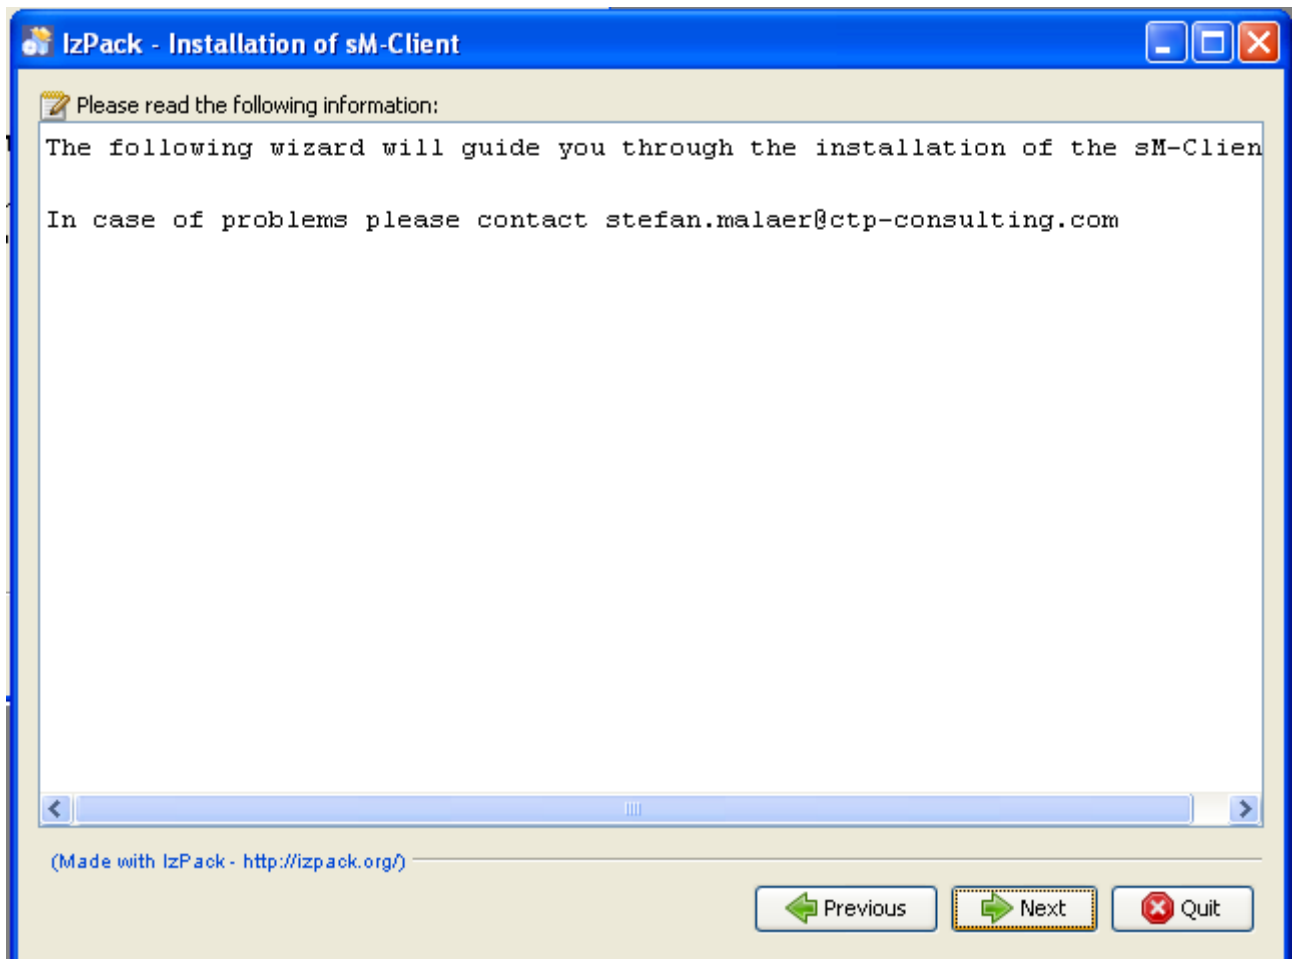 IzPack - Installation of sM-Client
Please read the following information:
The following wizard will guide you through the installation of the sM-Clien
In case of problems please contact stefan.malaer@ctp-consulting.com
(Made with IzPack - http://izpack.org/)
Previous
Next
Quit